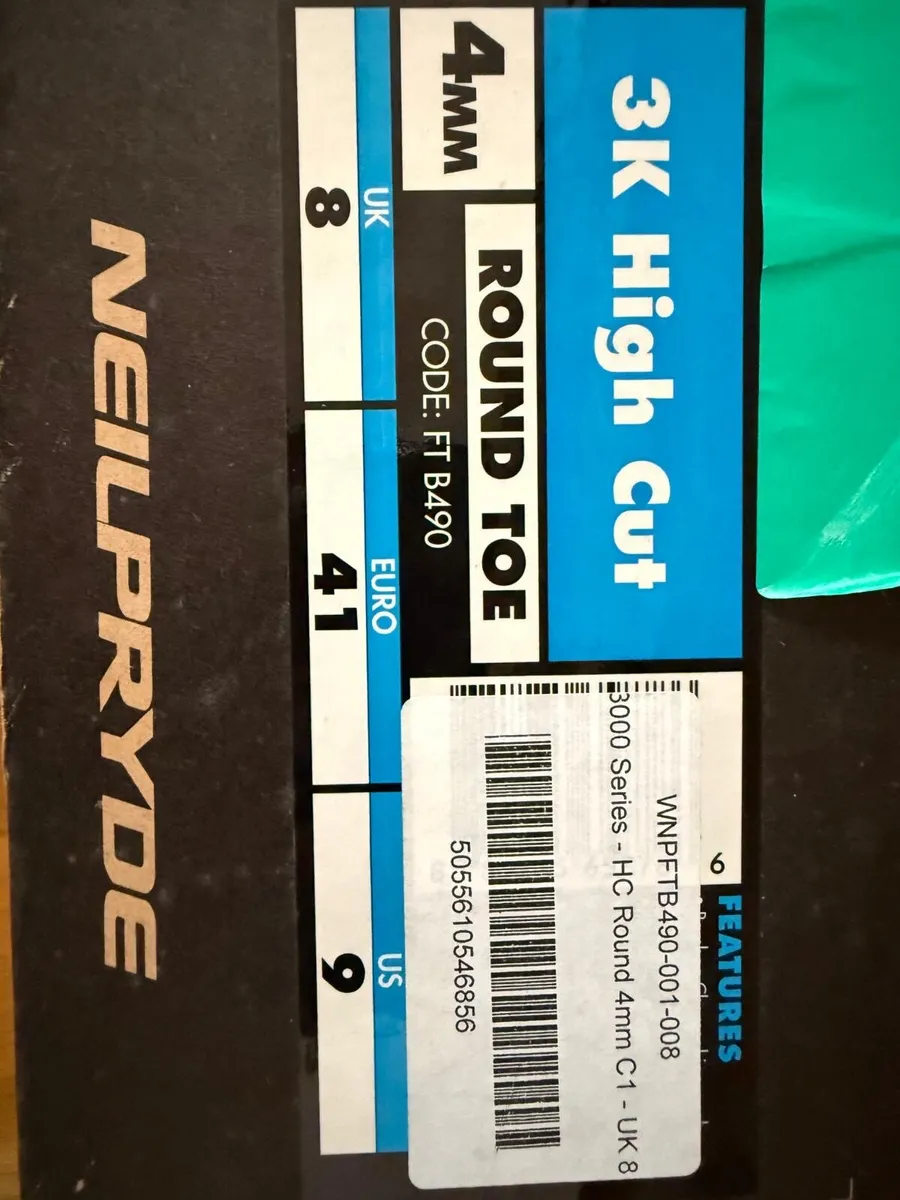 3K High Cut
4MM
ROUND TOE
CODE: FT B490
UK
EURO
US
8
41
9
6
FEATURES
WNPFTB490-001-008
3000 Series - HC Round 4mm C1 - UK 8
5055610546856
NEILPRYDE